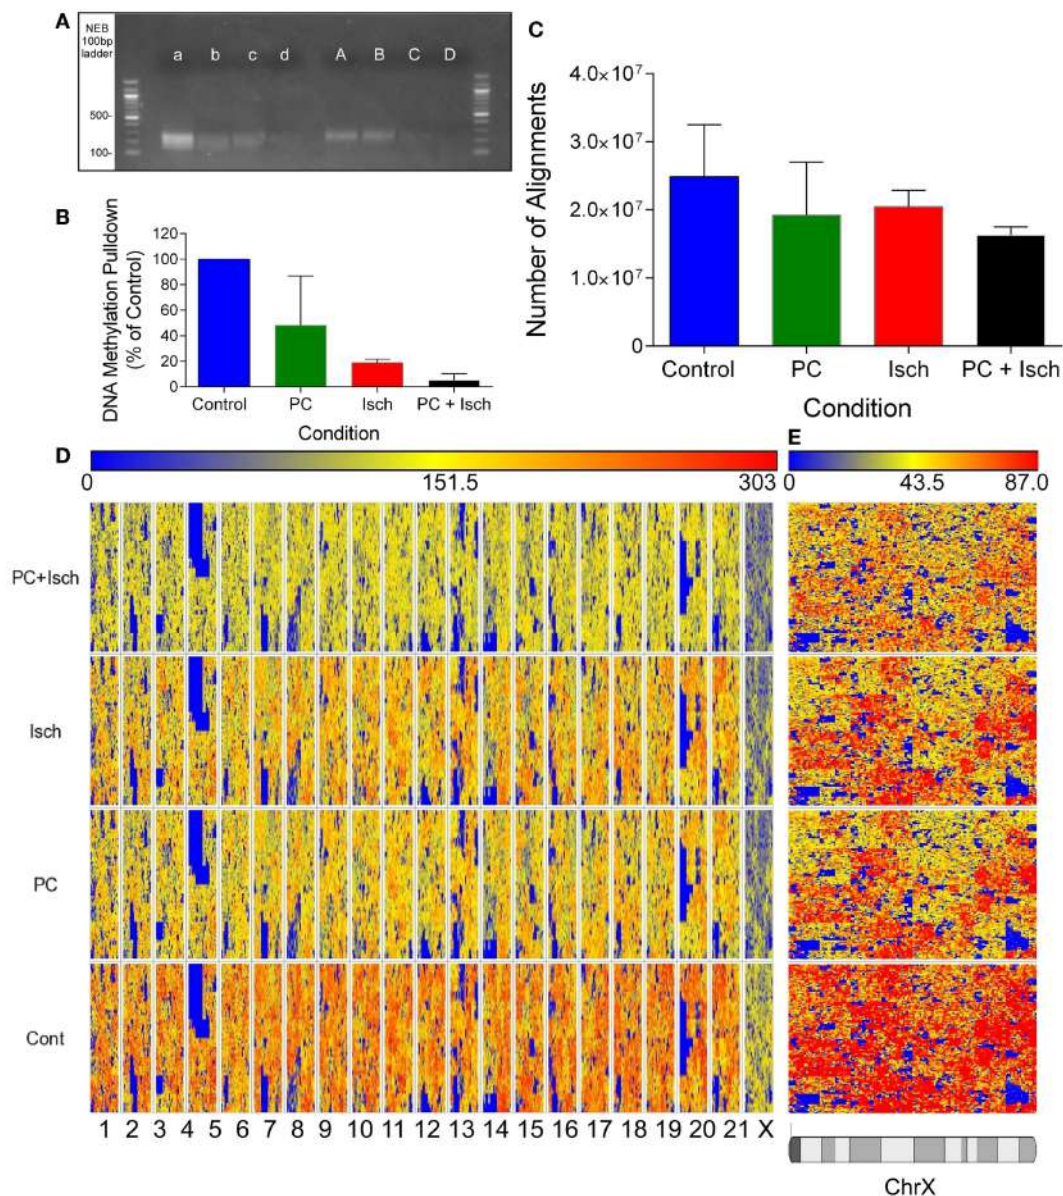 A
NEB
100bp
ladder
a b c d A B C D
500-
100-
B
DNA Methylation Pulldown
(% of Control)
120
100
80
60
40
20
0
Control PC Isch PC + Isch
Condition
C
Number of Alignments
4.0×10⁷
3.0×10⁷
2.0×10⁷
1.0×10⁷
0
Control PC Isch PC + Isch
Condition
D
0 151.5 303
PC+Isch
Isch
PC
Cont
1 2 3 4 5 6 7 8 9 10 11 12 13 14 15 16 17 18 19 20 21 X
E
0 43.5 87.0
ChrX